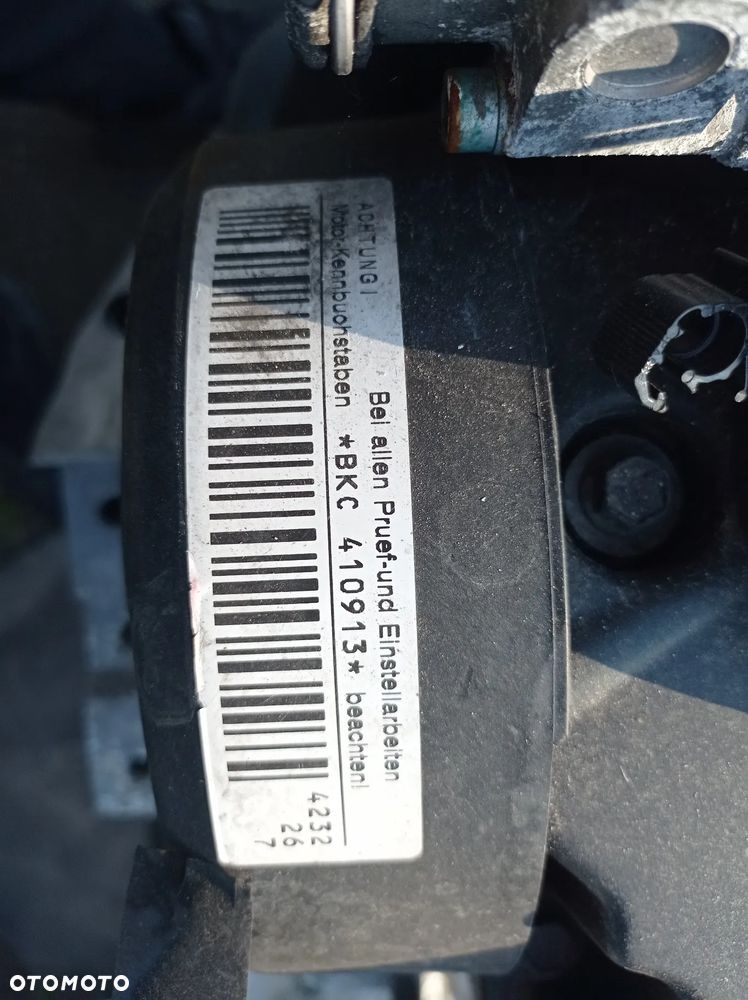 ACHTUNG! Bei allen Pruef-und Einstellarbeiten
Motor-Kennbuchstaben *BKC 410913* beachten!
4232
26
7
OTOMOTO